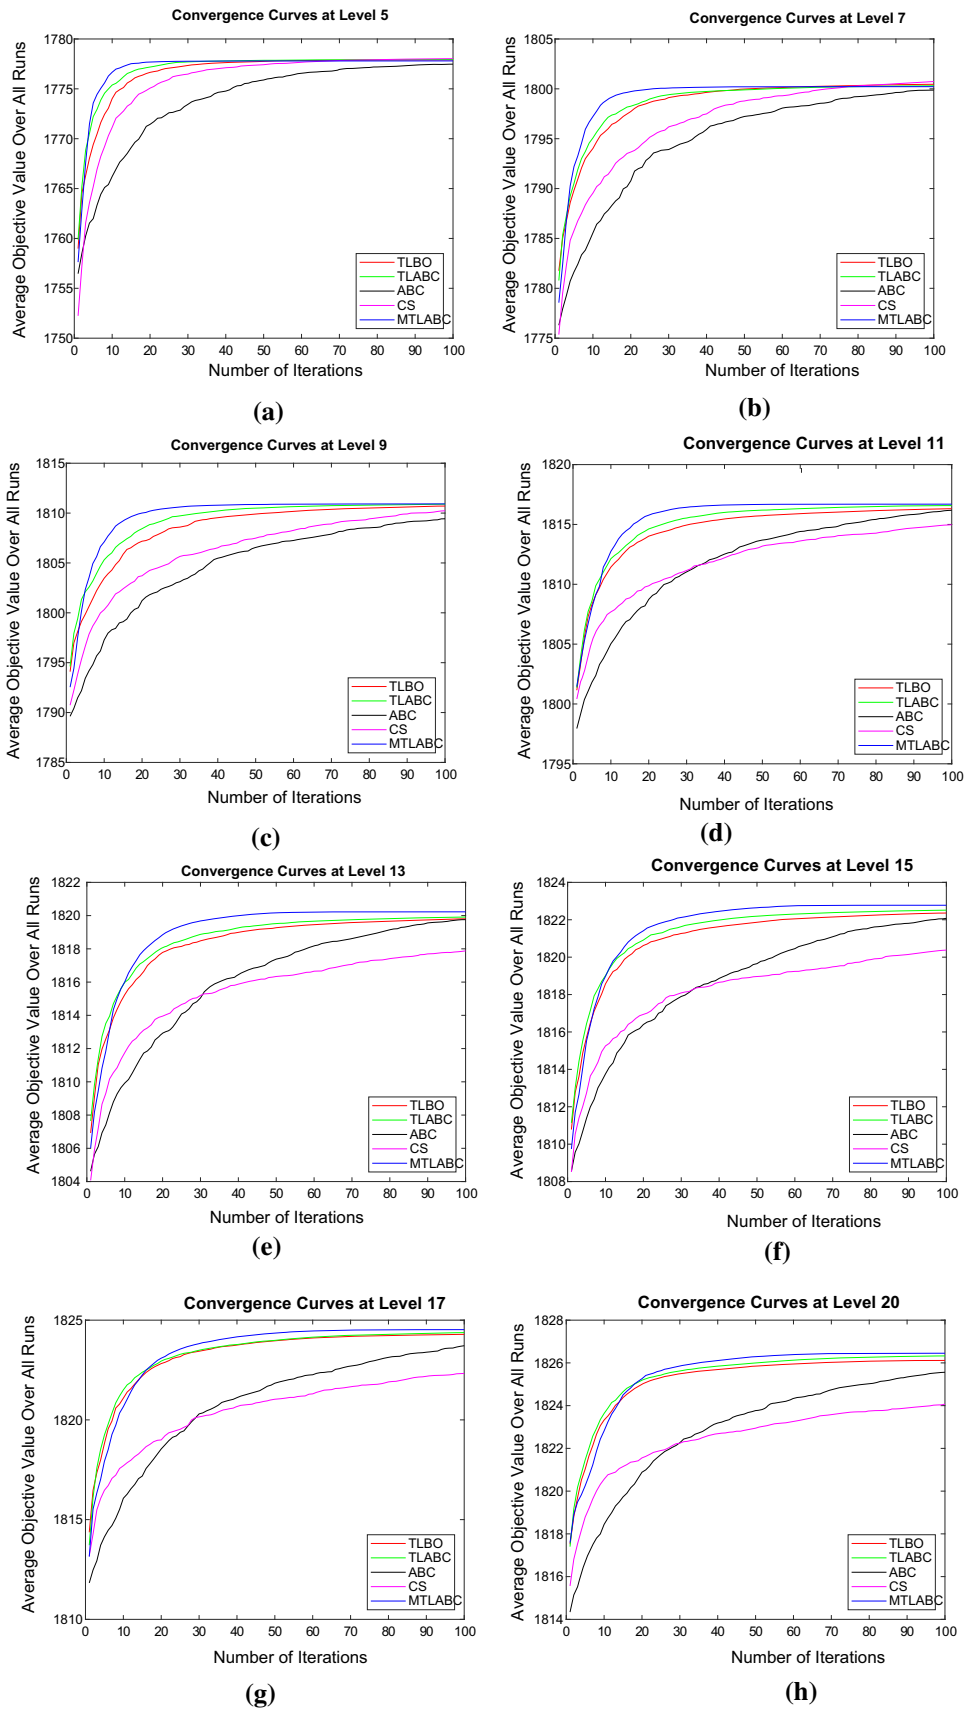 Convergence Curves at Level 5
Average Objective Value Over All Runs
1780
1775
1770
1765
1760
1755
1750
0 10 20 30 40 50 60 70 80 90 100
Number of Iterations
TLBO
TLABC
ABC
CS
MTLABC
(a)
Convergence Curves at Level 7
Average Objective Value Over All Runs
1805
1800
1795
1790
1785
1780
1775
0 10 20 30 40 50 60 70 80 90 100
Number of Iterations
TLBO
TLABC
ABC
CS
MTLABC
(b)
Convergence Curves at Level 9
Average Objective Value Over All Runs
1815
1810
1805
1800
1795
1790
1785
0 10 20 30 40 50 60 70 80 90 100
Number of Iterations
TLBO
TLABC
ABC
CS
MTLABC
(c)
Convergence Curves at Level 11
Average Objective Value Over All Runs
1820
1815
1810
1805
1800
1795
0 10 20 30 40 50 60 70 80 90 100
Number of Iterations
TLBO
TLABC
ABC
CS
MTLABC
(d)
Convergence Curves at Level 13
Average Objective Value Over All Runs
1822
1820
1818
1816
1814
1812
1810
1808
1806
1804
0 10 20 30 40 50 60 70 80 90 100
Number of Iterations
TLBO
TLABC
ABC
CS
MTLABC
(e)
Convergence Curves at Level 15
Average Objective Value Over All Runs
1824
1822
1820
1818
1816
1814
1812
1810
1808
0 10 20 30 40 50 60 70 80 90 100
Number of Iterations
TLBO
TLABC
ABC
CS
MTLABC
(f)
Convergence Curves at Level 17
Average Objective Value Over All Runs
1825
1820
1815
1810
0 10 20 30 40 50 60 70 80 90 100
Number of Iterations
TLBO
TLABC
ABC
CS
MTLABC
(g)
Convergence Curves at Level 20
Average Objective Value Over All Runs
1828
1826
1824
1822
1820
1818
1816
1814
0 10 20 30 40 50 60 70 80 90 100
Number of Iterations
TLBO
TLABC
ABC
CS
MTLABC
(h)